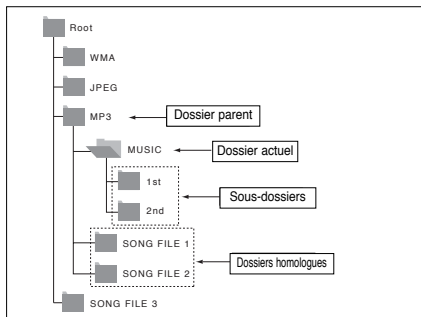 Root
WMA
JPEG
MP3
Dossier parent
MUSIC
Dossier actuel
1st
Sous-dossiers
2nd
SONG FILE 1
Dossiers homologues
SONG FILE 2
SONG FILE 3